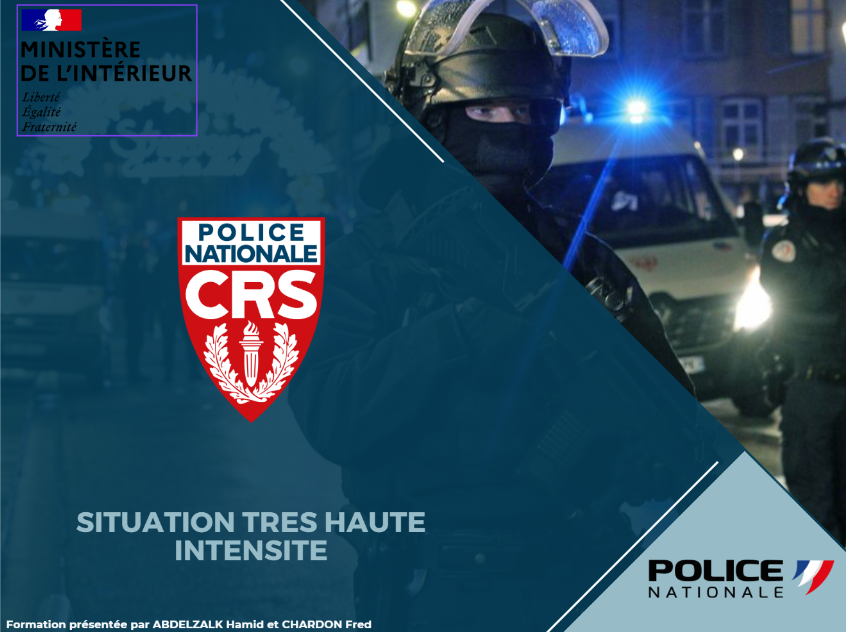 MINISTÈRE
DE L'INTÉRIEUR
Liberté
Égalité
Fraternité
POLICE
NATIONALE
CRS
SITUATION TRES HAUTE
INTENSITE
POLICE
NATIONALE
Formation présentée par ABDELZALK Hamid et CHARDON Fred